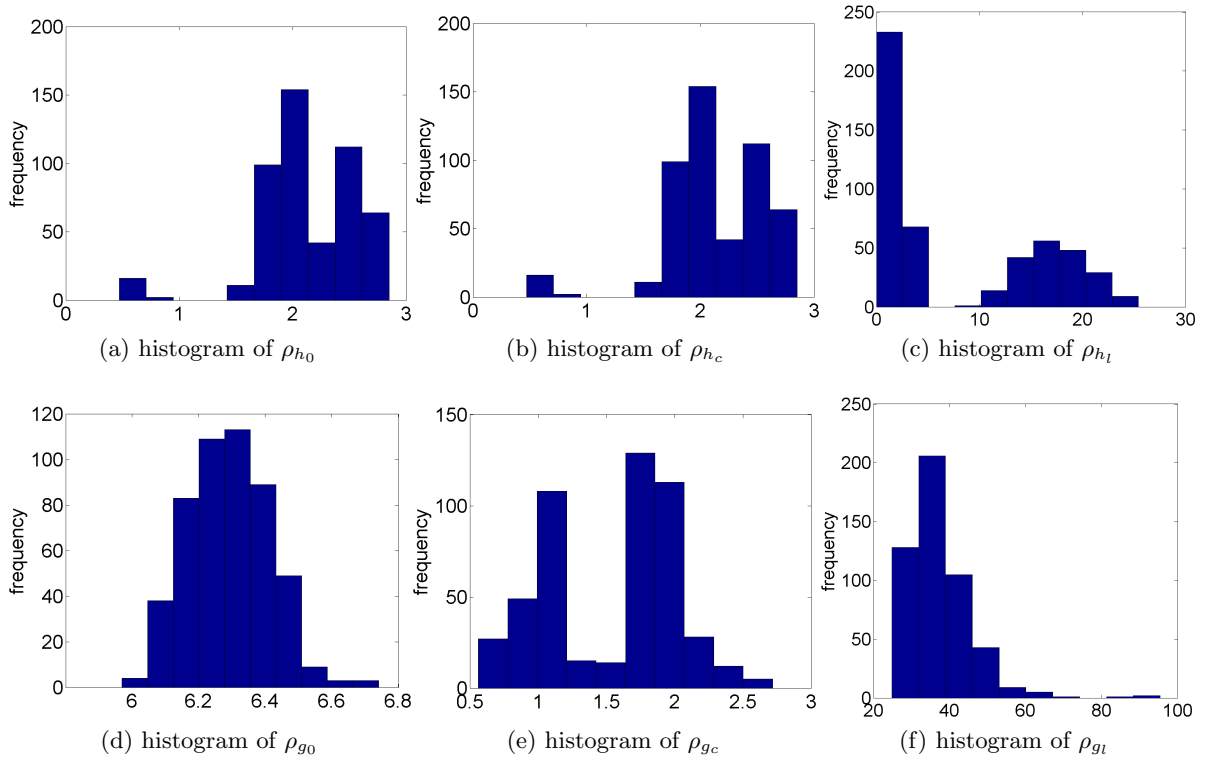 200
150
100
50
0
frequency
0 1 2 3
(a) histogram of ρh0
200
150
100
50
0
frequency
0 1 2 3
(b) histogram of ρhc
250
200
150
100
50
0
frequency
0 10 20 30
(c) histogram of ρhl
120
100
80
60
40
20
0
frequency
6 6.2 6.4 6.6 6.8
(d) histogram of ρg0
150
100
50
0
frequency
0.5 1 1.5 2 2.5 3
(e) histogram of ρgc
250
200
150
100
50
0
frequency
20 40 60 80 100
(f) histogram of ρgl